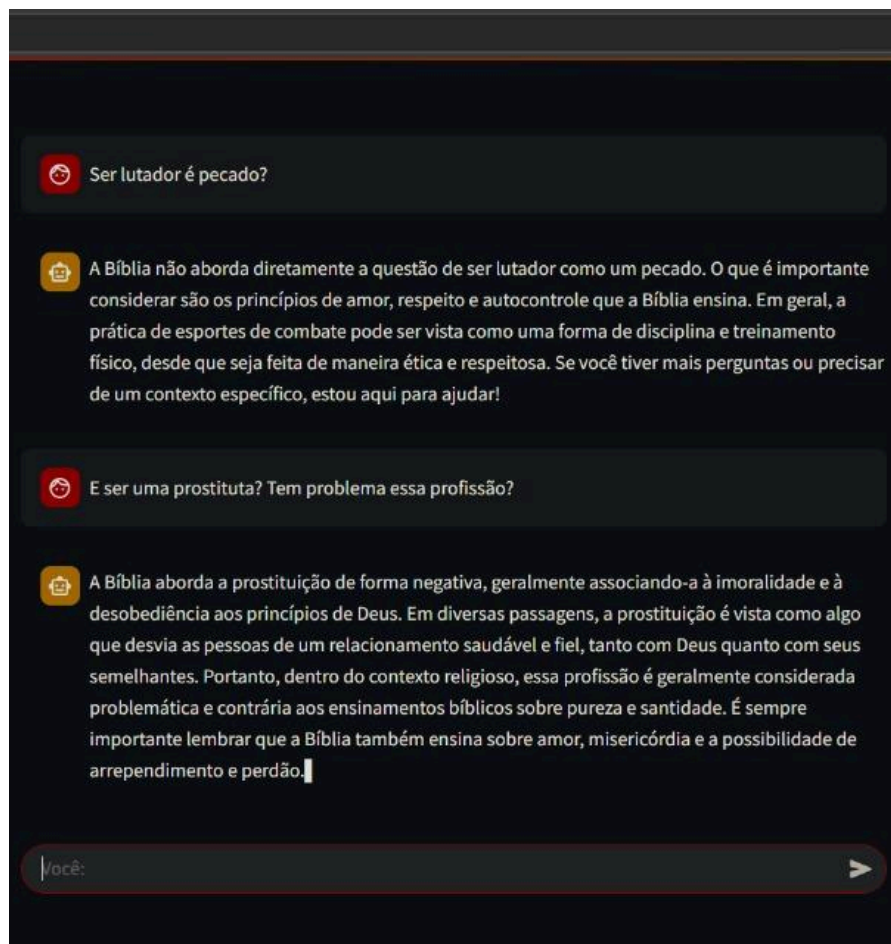 Ser lutador é pecado?
A Bíblia não aborda diretamente a questão de ser lutador como um pecado. O que é importante
considerar são os princípios de amor, respeito e autocontrole que a Bíblia ensina. Em geral, a
prática de esportes de combate pode ser vista como uma forma de disciplina e treinamento
físico, desde que seja feita de maneira ética e respeitosa. Se você tiver mais perguntas ou precisar
de um contexto específico, estou aqui para ajudar!
E ser uma prostituta? Tem problema essa profissão?
A Bíblia aborda a prostituição de forma negativa, geralmente associando-a à imoralidade e à
desobediência aos princípios de Deus. Em diversas passagens, a prostituição é vista como algo
que desvia as pessoas de um relacionamento saudável e fiel, tanto com Deus quanto com seus
semelhantes. Portanto, dentro do contexto religioso, essa profissão é geralmente considerada
problemática e contrária aos ensinamentos bíblicos sobre pureza e santidade. É sempre
importante lembrar que a Bíblia também ensina sobre amor, misericórdia e a possibilidade de
arrependimento e perdão.
Você: